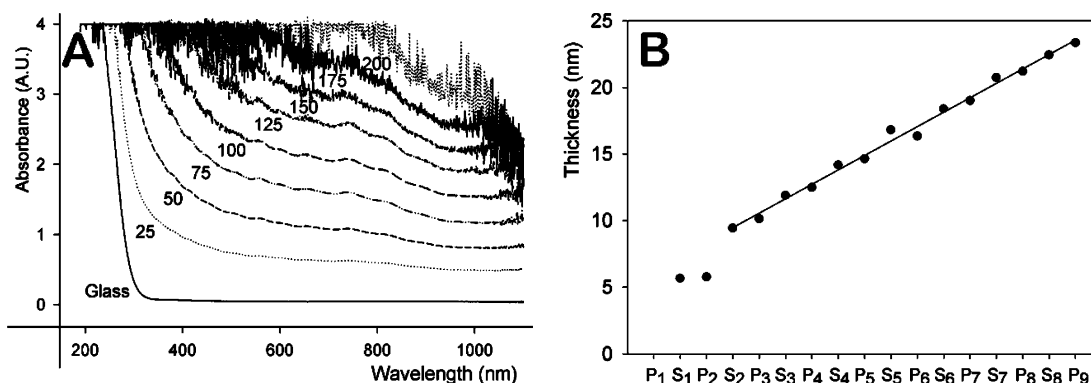 A
Absorbance (A.U.)
4
3
2
1
0
200
175
150
125
100
75
50
25
Glass
200 400 600 800 1000
Wavelength (nm)
B
Thickness (nm)
25
20
15
10
5
0
P1 S1 P2 S2 P3 S3 P4 S4 P5 S5 P6 S6 P7 S7 P8 S8 P9